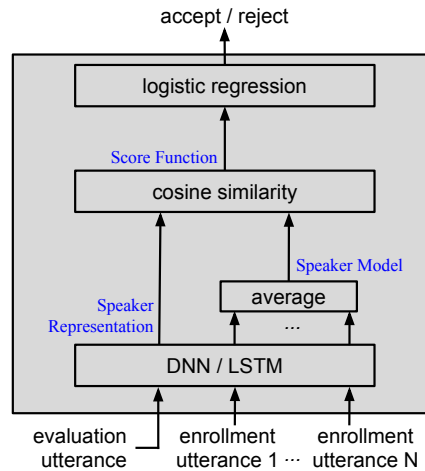 accept / reject
logistic regression
Score Function
cosine similarity
Speaker Model
average
Speaker
Representation
...
DNN / LSTM
evaluation
utterance
enrollment
utterance 1
...
enrollment
utterance N